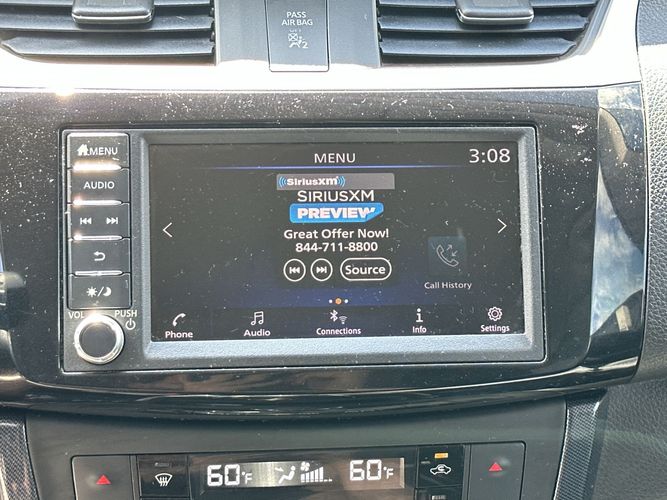 PASS
AIR BAG
2
MENU
AUDIO
VOL PUSH
MENU 3:08
((SiriusXM))
SIRIUSXM
PREVIEW
Great Offer Now!
844-711-8800
Source
Call History
Phone Audio Connections Info Settings
60°F 60°F